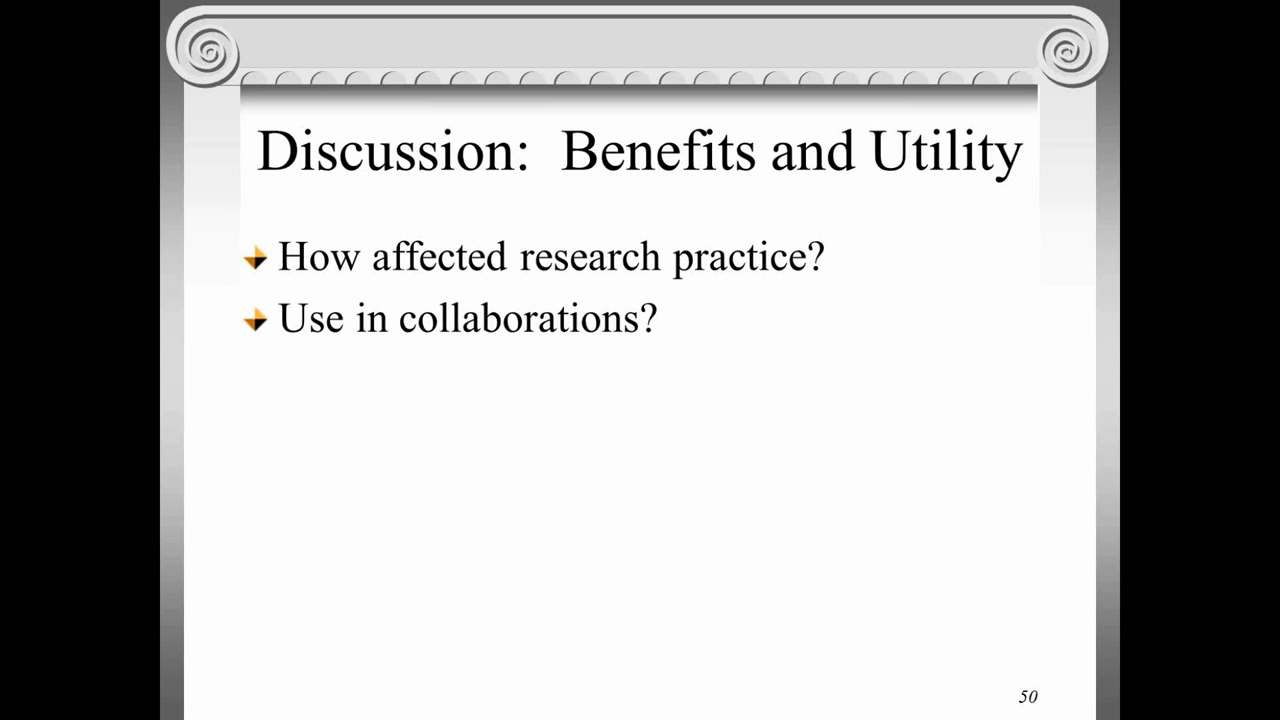 Discussion:  Benefits and Utility
How affected research practice?
Use in collaborations?
50